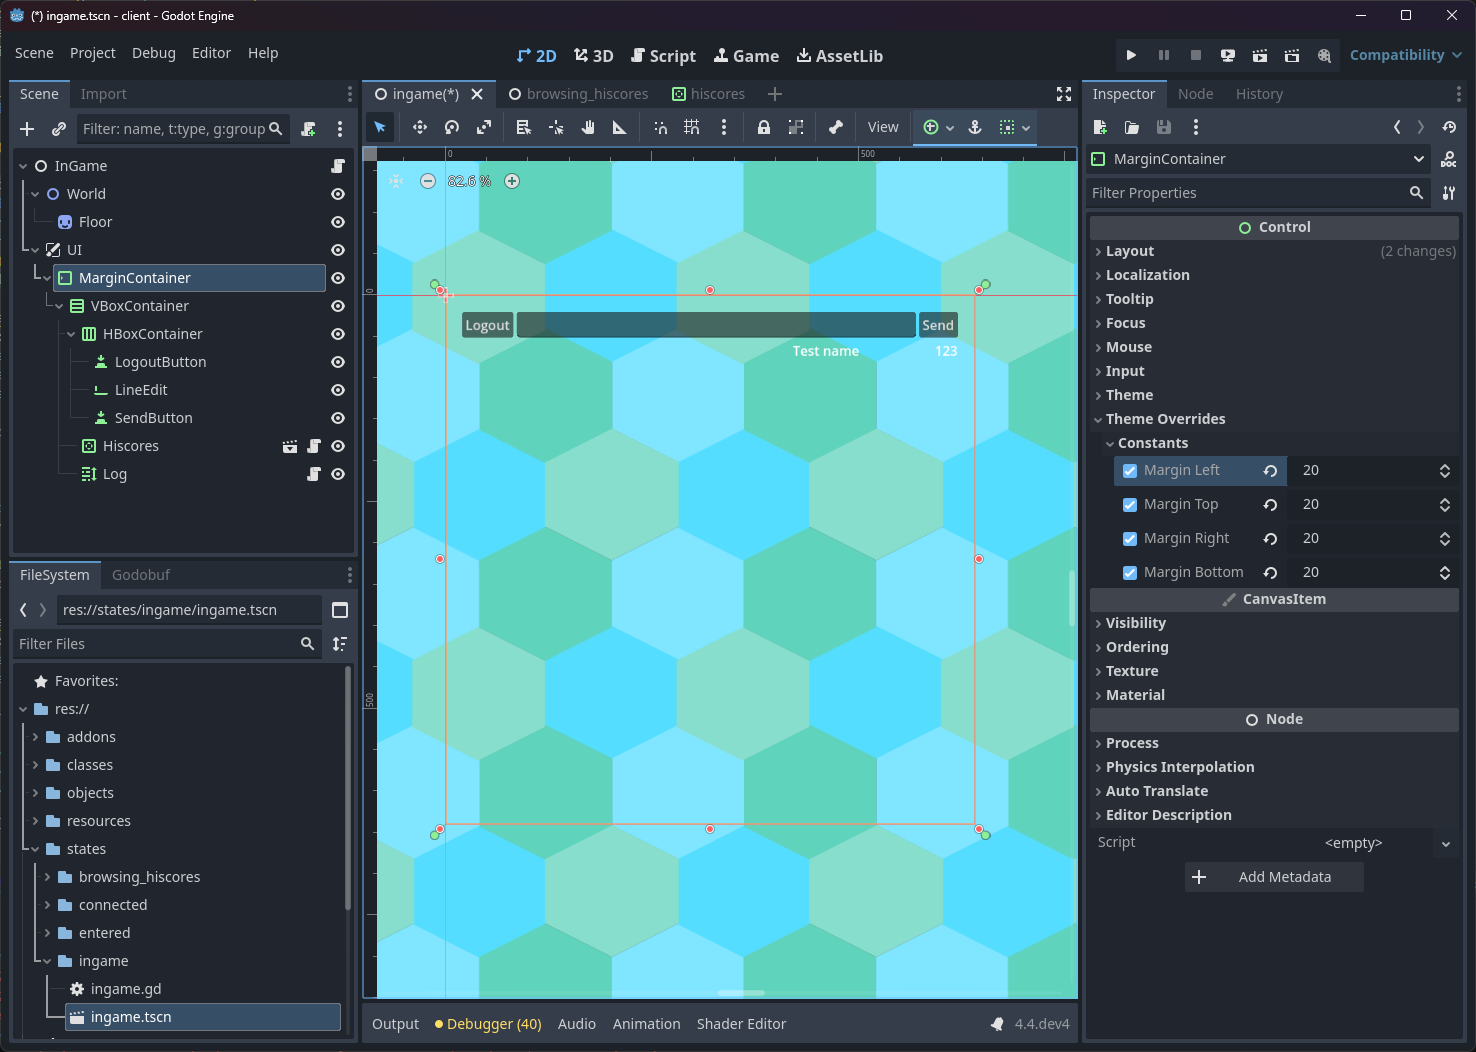 (*) ingame.tscn - client - Godot Engine
Scene Project Debug Editor Help
2D 3D Script Game AssetLib
Compatibility
Scene Import
Filter: name, t:type, g:group
InGame
World
Floor
UI
MarginContainer
VBoxContainer
HBoxContainer
LogoutButton
LineEdit
SendButton
Hiscores
Log
FileSystem Godobuf
res://states/ingame/ingame.tscn
Filter Files
Favorites:
res://
addons
classes
objects
resources
states
browsing_hiscores
connected
entered
ingame
ingame.gd
ingame.tscn
ingame(*) browsing_hiscores hiscores
View
0 500
82.6 %
0
Logout Send
Test name 123
500
Output Debugger (40) Audio Animation Shader Editor 4.4.dev4
Inspector Node History
MarginContainer
DOC
Filter Properties
Control
Layout (2 changes)
Localization
Tooltip
Focus
Mouse
Input
Theme
Theme Overrides
Constants
Margin Left 20
Margin Top 20
Margin Right 20
Margin Bottom 20
CanvasItem
Visibility
Ordering
Texture
Material
Node
Process
Physics Interpolation
Auto Translate
Editor Description
Script <empty>
Add Metadata